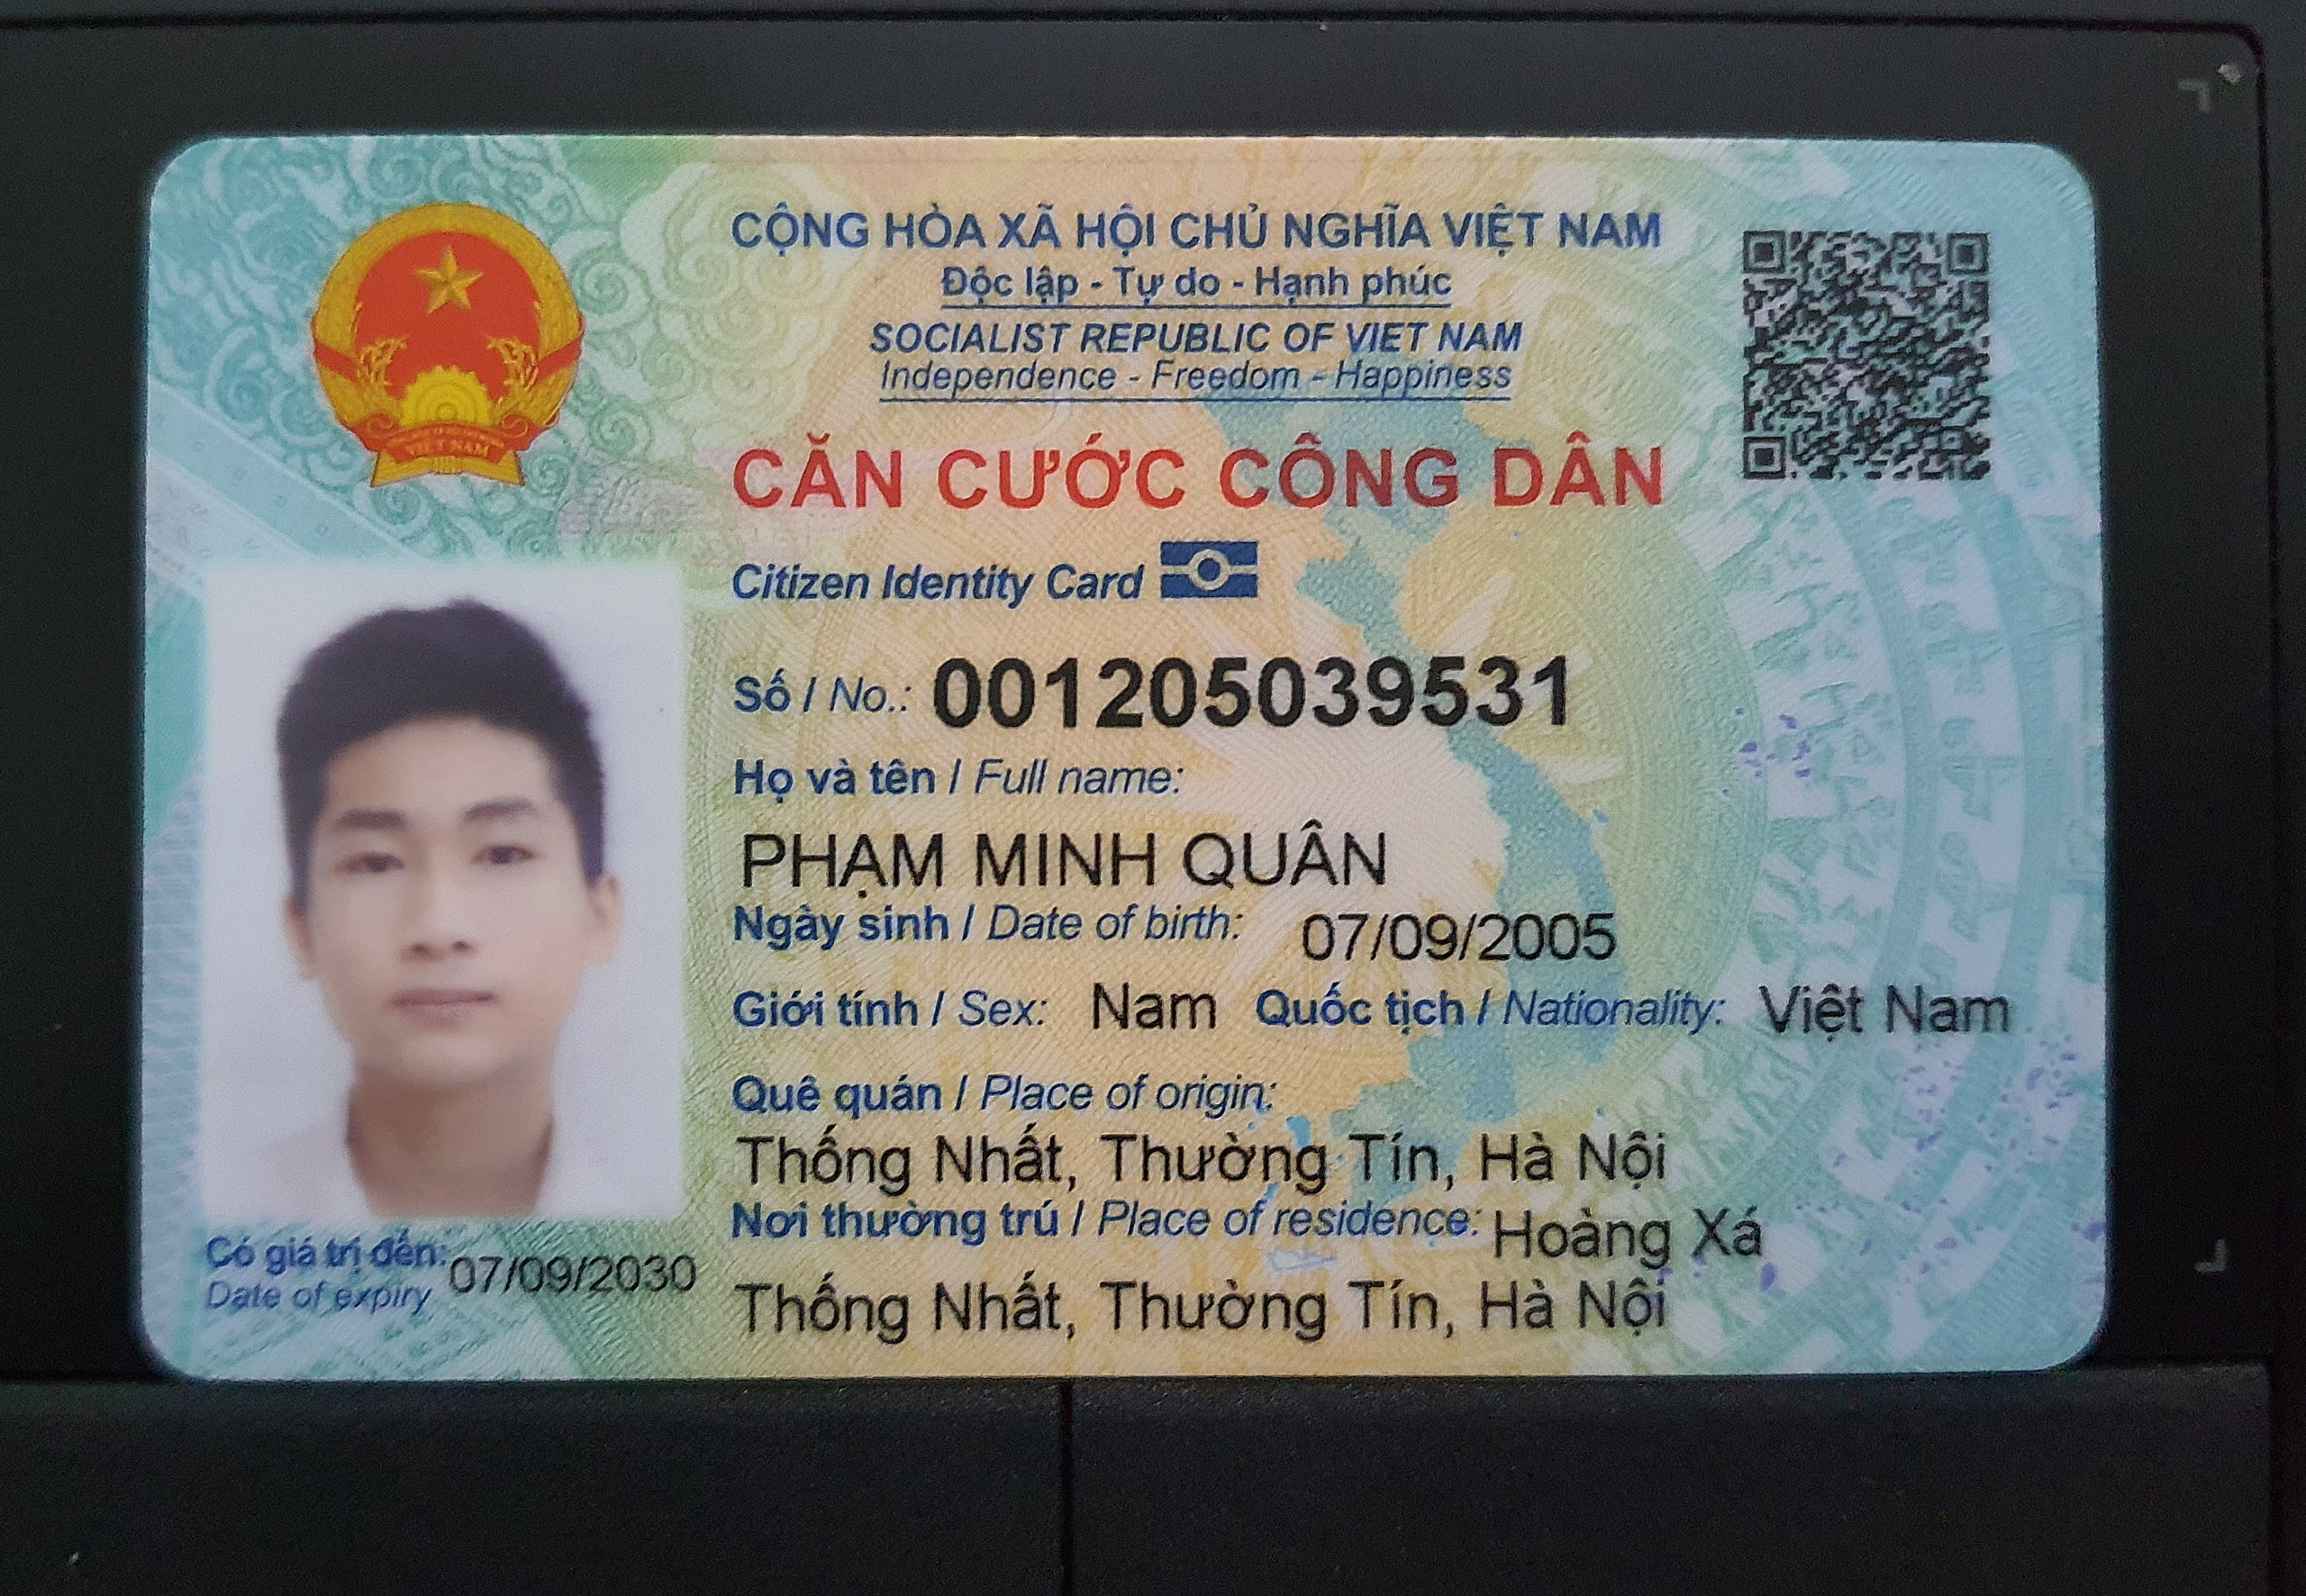 CỘNG HÒA XÃ HỘI CHỦ NGHĨA VIỆT NAM
Độc lập - Tự do - Hạnh phúc
SOCIALIST REPUBLIC OF VIET NAM
Independence - Freedom - Happiness
CĂN CƯỚC CÔNG DÂN
Citizen Identity Card
Số / No.: 001205039531
Họ và tên / Full name:
PHẠM MINH QUÂN
Ngày sinh / Date of birth: 07/09/2005
Giới tính / Sex: Nam Quốc tịch / Nationality: Việt Nam
Quê quán / Place of origin:
Thống Nhất, Thường Tín, Hà Nội
Nơi thường trú / Place of residence: Hoàng Xá
Thống Nhất, Thường Tín, Hà Nội
Có giá trị đến: 07/09/2030
Date of expiry
VIỆT NAM